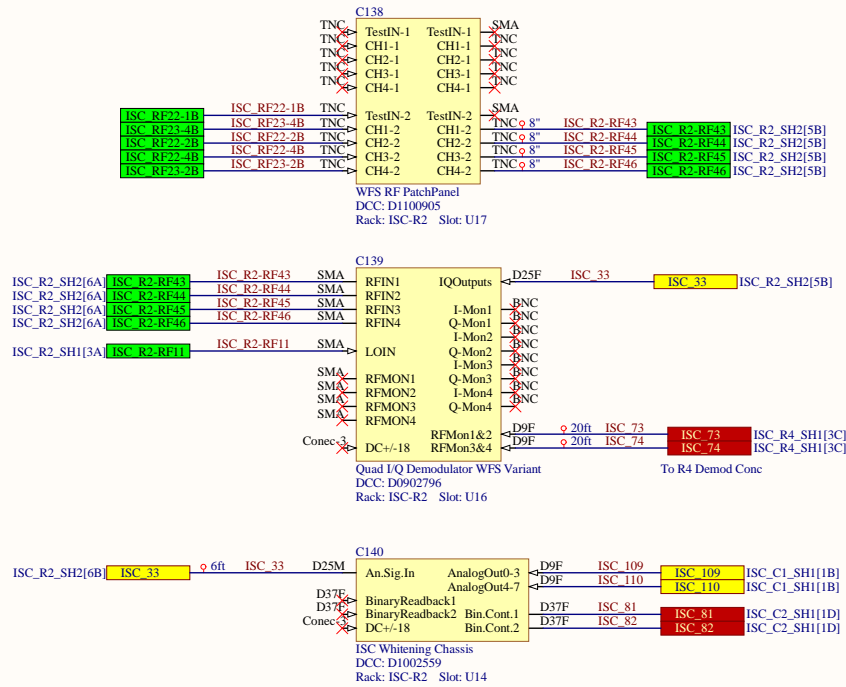 C138
TNC TestIN-1 TestIN-1 SMA
TNC CH1-1 CH1-1 TNC
TNC CH2-1 CH2-1 TNC
TNC CH3-1 CH3-1 TNC
TNC CH4-1 CH4-1 TNC
ISC_RF22-1B ISC_RF22-1B TNC TestIN-2 TestIN-2 SMA
ISC_RF23-4B ISC_RF23-4B TNC CH1-2 CH1-2 TNC 8" ISC_R2-RF43 ISC_R2-RF43 ISC_R2_SH2[5B]
ISC_RF22-2B ISC_RF22-2B TNC CH2-2 CH2-2 TNC 8" ISC_R2-RF44 ISC_R2-RF44 ISC_R2_SH2[5B]
ISC_RF22-4B ISC_RF22-4B TNC CH3-2 CH3-2 TNC 8" ISC_R2-RF45 ISC_R2-RF45 ISC_R2_SH2[5B]
ISC_RF23-2B ISC_RF23-2B TNC CH4-2 CH4-2 TNC 8" ISC_R2-RF46 ISC_R2-RF46 ISC_R2_SH2[5B]
WFS RF PatchPanel
DCC: D1100905
Rack: ISC-R2 Slot: U17
C139
ISC_R2_SH2[6A] ISC_R2-RF43 ISC_R2-RF43 SMA RFIN1 IQOutputs D25F ISC_33 ISC_33 ISC_R2_SH2[5B]
ISC_R2_SH2[6A] ISC_R2-RF44 ISC_R2-RF44 SMA RFIN2
ISC_R2_SH2[6A] ISC_R2-RF45 ISC_R2-RF45 SMA RFIN3 I-Mon1 BNC
ISC_R2_SH2[6A] ISC_R2-RF46 ISC_R2-RF46 SMA RFIN4 Q-Mon1 BNC
I-Mon2 BNC
ISC_R2_SH1[3A] ISC_R2-RF11 ISC_R2-RF11 SMA LOIN Q-Mon2 BNC
I-Mon3 BNC
SMA RFMON1 Q-Mon3 BNC
SMA RFMON2 I-Mon4 BNC
SMA RFMON3 Q-Mon4 BNC
SMA RFMON4
RFMon1&2 D9F 20ft ISC_73 ISC_73 ISC_R4_SH1[3C]
Conec-3 DC+/-18 RFMon3&4 D9F 20ft ISC_74 ISC_74 ISC_R4_SH1[3C]
Quad I/Q Demodulator WFS Variant To R4 Demod Conc
DCC: D0902796
Rack: ISC-R2 Slot: U16
C140
ISC_R2_SH2[6B] ISC_33 6ft ISC_33 D25M An.Sig.In AnalogOut0-3 D9F ISC_109 ISC_109 ISC_C1_SH1[1B]
AnalogOut4-7 D9F ISC_110 ISC_110 ISC_C1_SH1[1B]
D37F BinaryReadback1
D37F BinaryReadback2 Bin.Cont.1 D37F ISC_81 ISC_81 ISC_C2_SH1[1D]
Conec-3 DC+/-18 Bin.Cont.2 D37F ISC_82 ISC_82 ISC_C2_SH1[1D]
ISC Whitening Chassis
DCC: D1002559
Rack: ISC-R2 Slot: U14